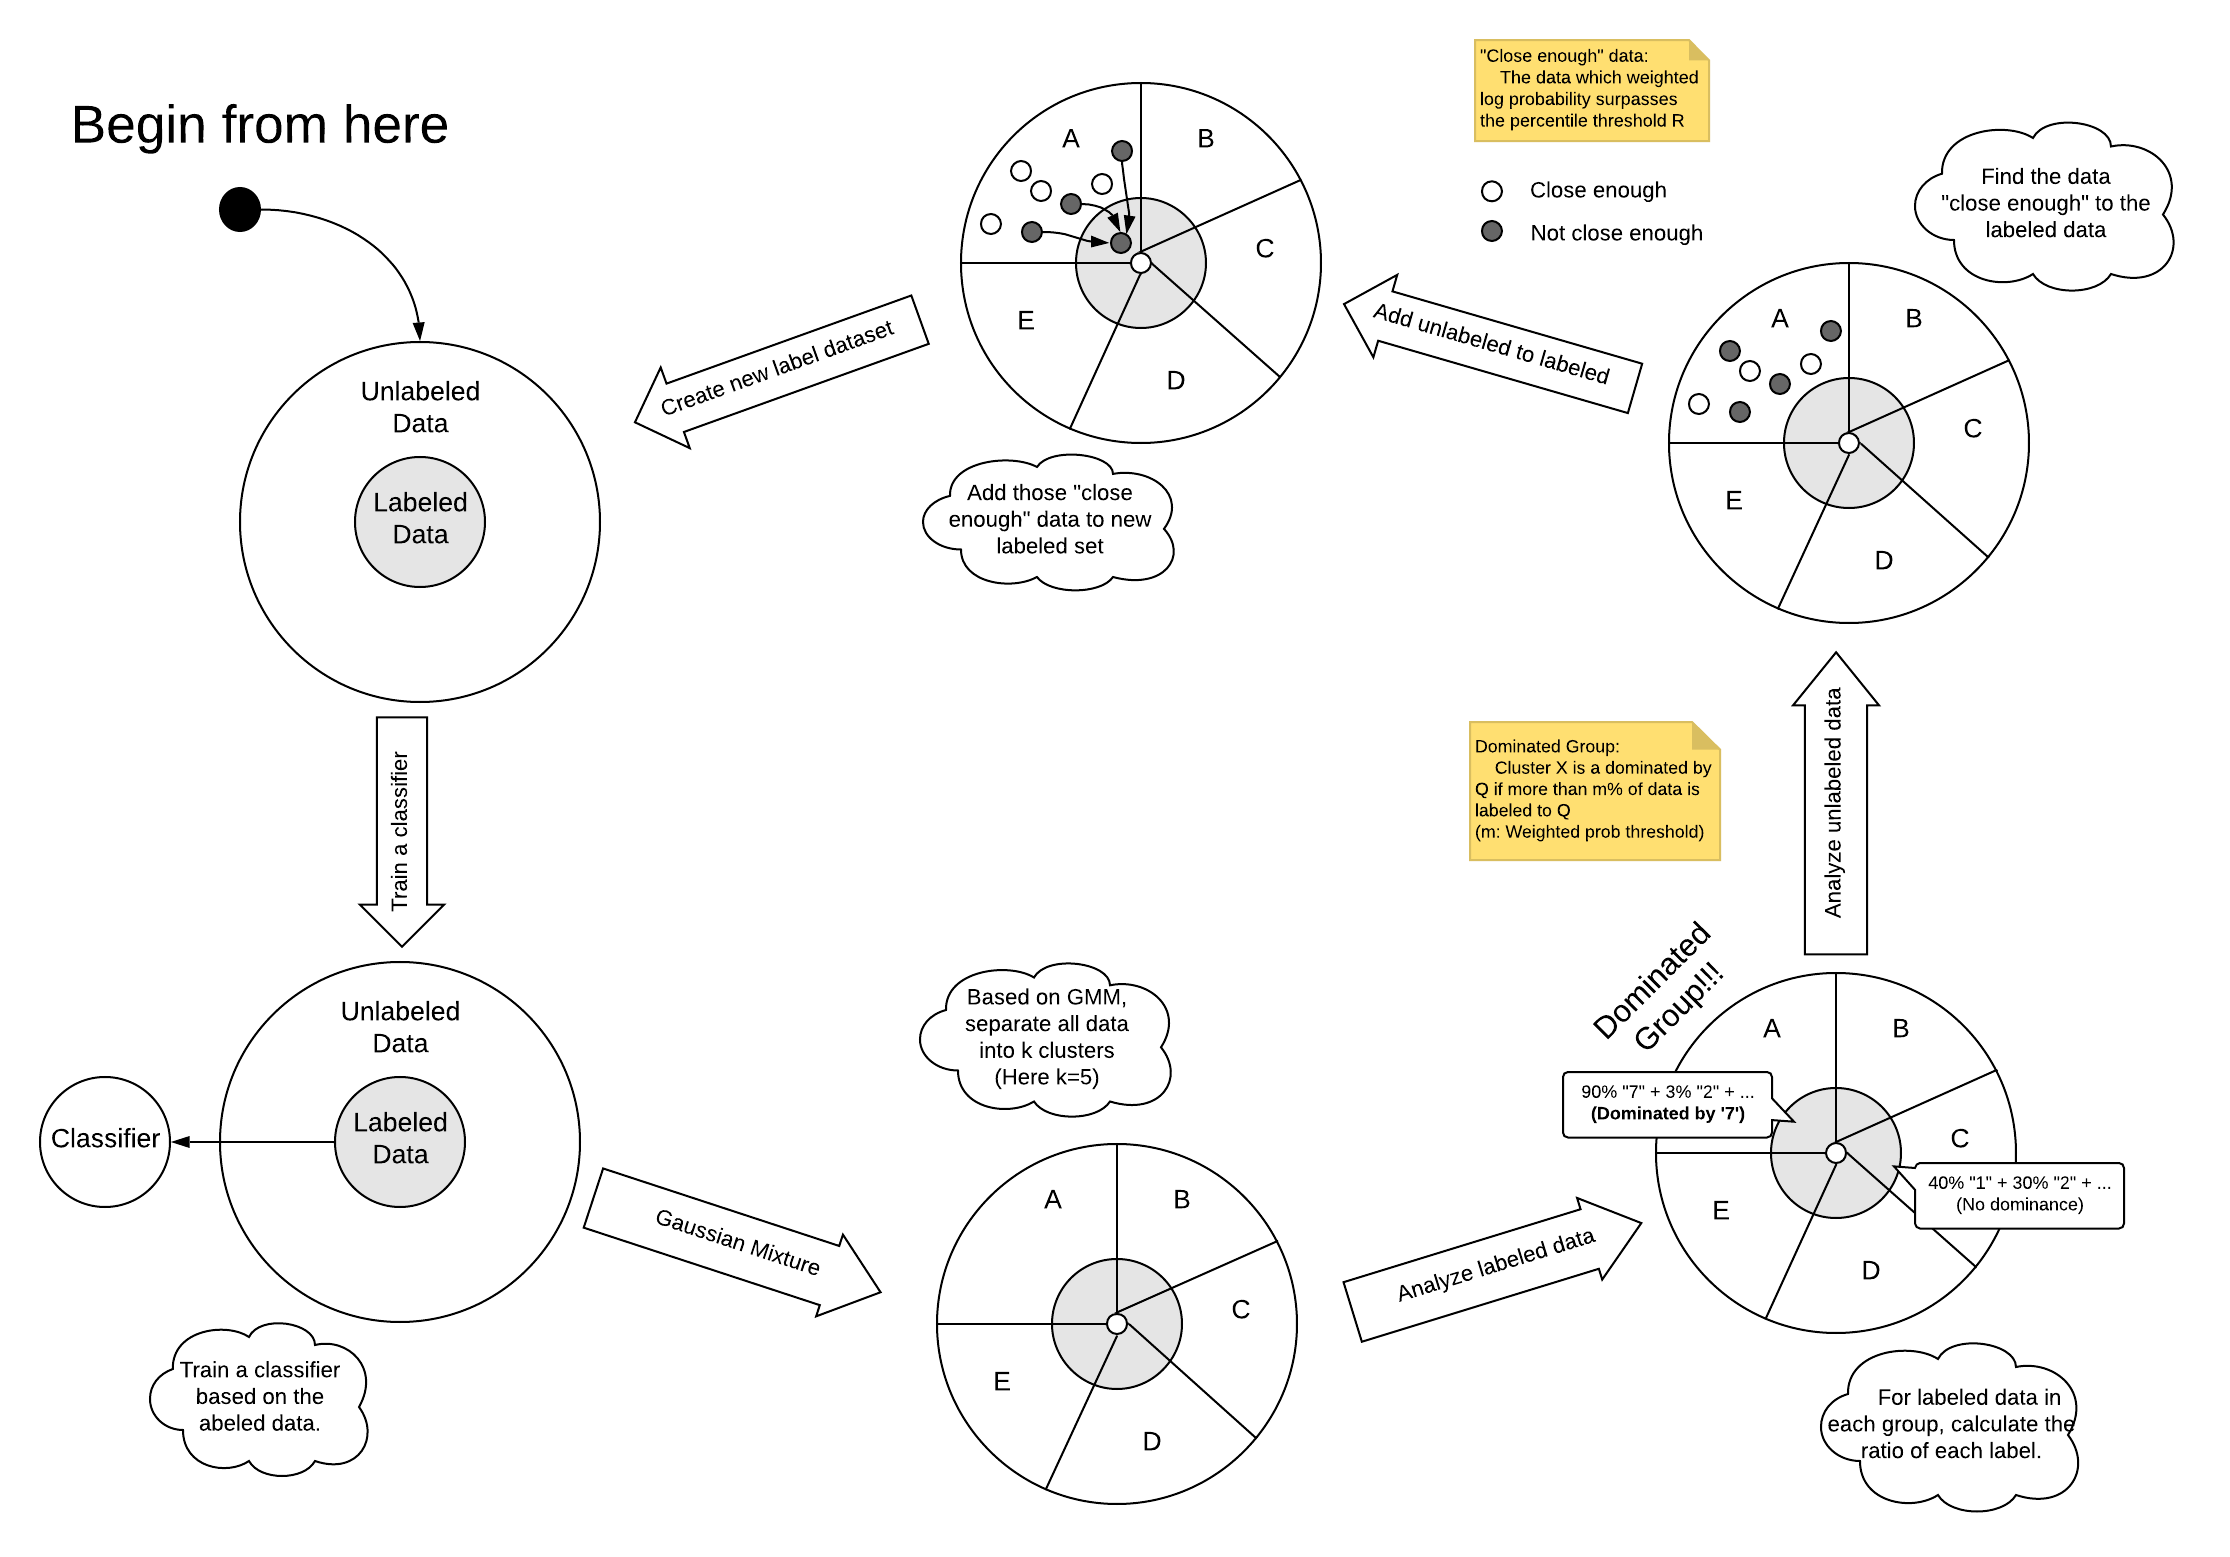 Begin from here
Unlabeled
Data
Labeled
Data
Train a classifier
Unlabeled
Data
Labeled
Data
Classifier
Train a classifier
based on the
abeled data.
Gaussian Mixture
Based on GMM,
separate all data
into k clusters
(Here k=5)
A
B
C
D
E
Analyze labeled data
Dominated
Group!!!
A
B
C
D
E
90% "7" + 3% "2" + ...
(Dominated by '7')
40% "1" + 30% "2" + ...
(No dominance)
For labeled data in
each group, calculate the
ratio of each label.
Dominated Group:
Cluster X is a dominated by
Q if more than m% of data is
labeled to Q
(m: Weighted prob threshold)
Analyze unlabeled data
A
B
C
D
E
Find the data
"close enough" to the
labeled data
"Close enough" data:
The data which weighted
log probability surpasses
the percentile threshold R
Close enough
Not close enough
Add unlabeled to labeled
A
B
C
D
E
Add those "close
enough" data to new
labeled set
Create new label dataset